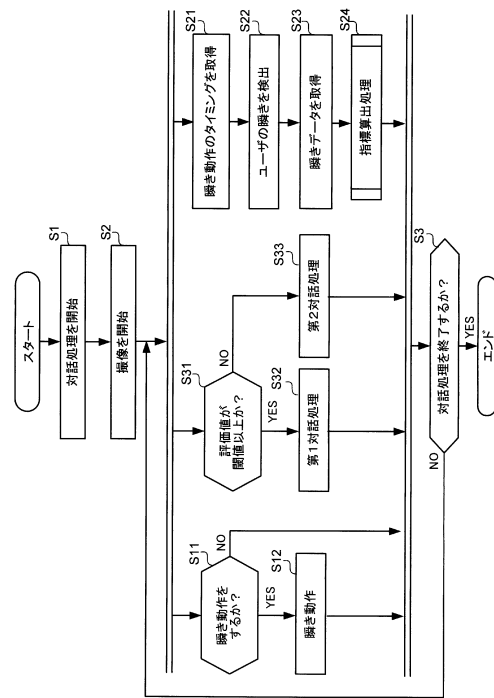 スタート
S1
対話処理を開始
S2
撮像を開始
S11
瞬き動作を
するか？
NO
YES
S12
瞬き動作
S31
評価値が
閾値以上か？
NO
YES
S32
第1対話処理
S33
第2対話処理
S21
瞬き動作のタイミングを取得
S22
ユーザの瞬きを検出
S23
瞬きデータを取得
S24
指標算出処理
S3
対話処理を終了するか？
NO
YES
エンド